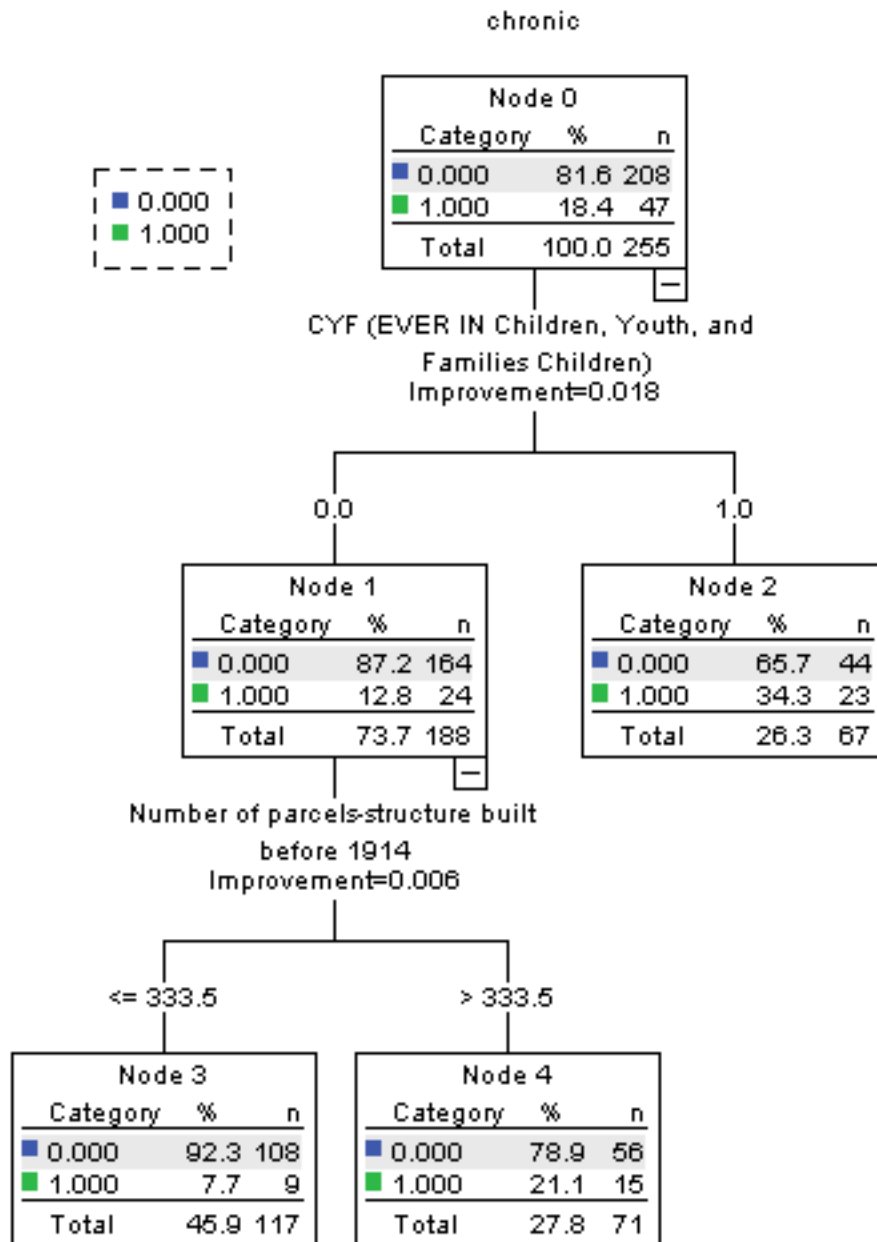 chronic
Node 0
Category % n
0.000 81.6 208
1.000 18.4 47
Total 100.0 255
0.000
1.000
CYF (EVER IN Children, Youth, and
Families Children)
Improvement=0.018
0.0
1.0
Node 1
Category % n
0.000 87.2 164
1.000 12.8 24
Total 73.7 188
Node 2
Category % n
0.000 65.7 44
1.000 34.3 23
Total 26.3 67
Number of parcels-structure built
before 1914
Improvement=0.006
<= 333.5
> 333.5
Node 3
Category % n
0.000 92.3 108
1.000 7.7 9
Total 45.9 117
Node 4
Category % n
0.000 78.9 56
1.000 21.1 15
Total 27.8 71